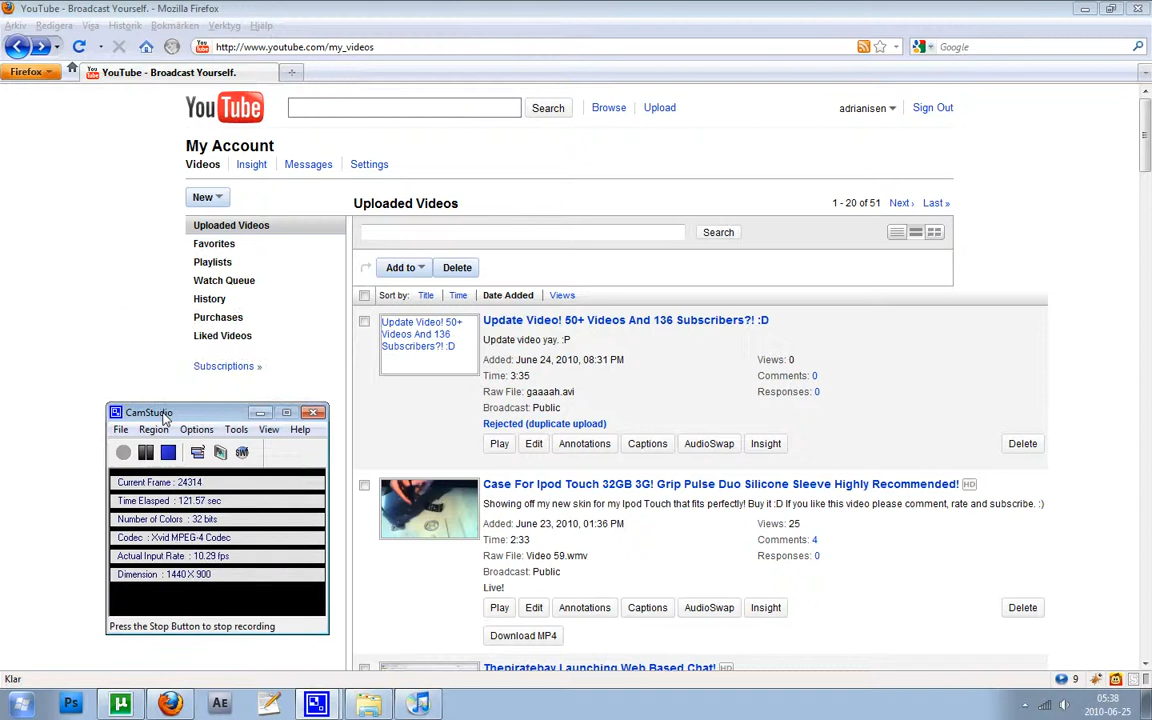 YouTube - Broadcast Yourself. - Mozilla Firefox
Arkiv Redigera Visa Historik Bokmärken Verktyg Hjälp
http://www.youtube.com/my_videos
Google
Firefox
YouTube - Broadcast Yourself.
YouTube
Search
Browse
Upload
adrianisen
Sign Out
My Account
Videos Insight Messages Settings
New
Uploaded Videos
1 - 20 of 51 Next› Last »
Uploaded Videos
Favorites
Playlists
Watch Queue
History
Purchases
Liked Videos
Subscriptions »
Search
Add to Delete
Sort by: Title Time Date Added Views
Update Video! 50+
Videos And 136
Subscribers?! :D
Update Video! 50+ Videos And 136 Subscribers?! :D
Update video yay. :P
Added: June 24, 2010, 08:31 PM
Views: 0
Time: 3:35
Comments: 0
Raw File: gaaaah.avi
Responses: 0
Broadcast: Public
Rejected (duplicate upload)
Play Edit Annotations Captions AudioSwap Insight Delete
Case For Ipod Touch 32GB 3G! Grip Pulse Duo Silicone Sleeve Highly Recommended! HD
Showing off my new skin for my Ipod Touch that fits perfectly! Buy it :D If you like this video please comment, rate and subscribe. :)
Added: June 23, 2010, 01:36 PM
Views: 25
Time: 2:33
Comments: 4
Raw File: Video 59.wmv
Responses: 0
Broadcast: Public
Live!
Play Edit Annotations Captions AudioSwap Insight Delete
Download MP4
Thepiratebay Launching Web Based Chat! HD
CamStudio
File Region Options Tools View Help
Current Frame : 24314
Time Elasped : 121.57 sec
Number of Colors : 32 bits
Codec : Xvid MPEG-4 Codec
Actual Input Rate : 10.29 fps
Dimension : 1440 X 900
Press the Stop Button to stop recording
Klar
9
Ps
µ
AE
05:38
2010-06-25